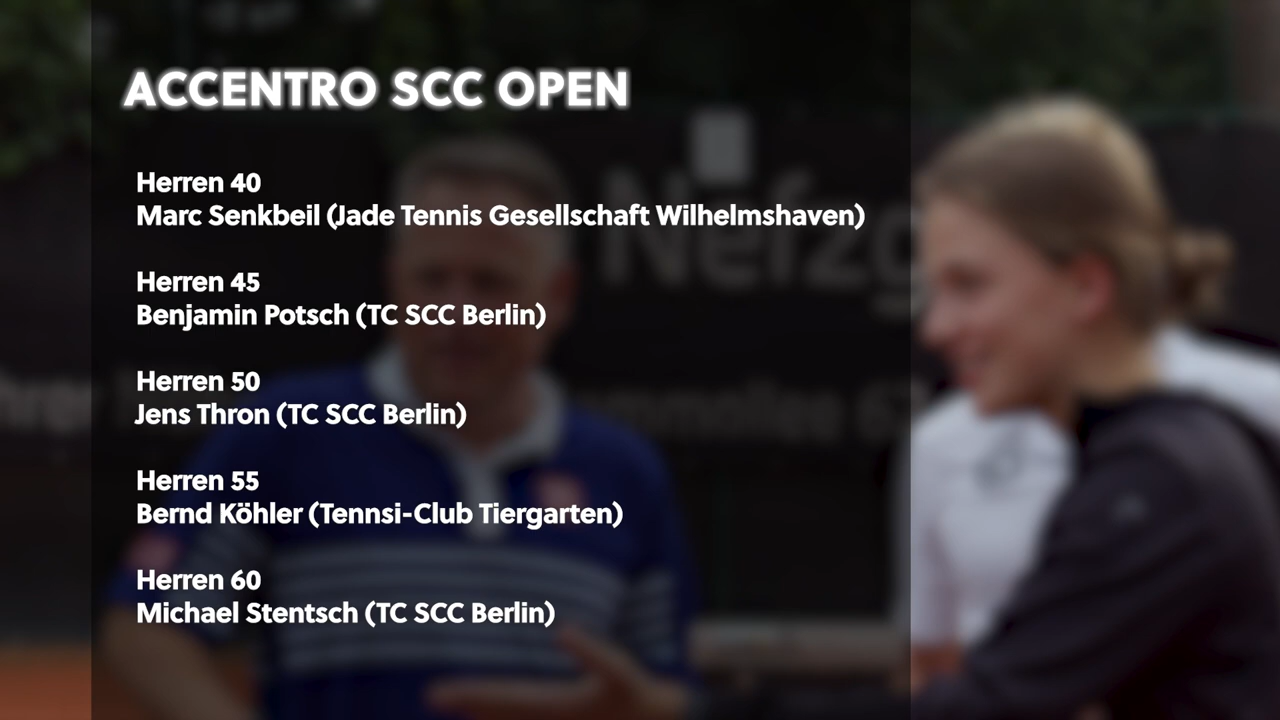 ACCENTRO SCC OPEN
Herren 40
Marc Senkbeil (Jade Tennis Gesellschaft Wilhelmshaven)
Herren 45
Benjamin Potsch (TC SCC Berlin)
Herren 50
Jens Thron (TC SCC Berlin)
Herren 55
Bernd Köhler (Tennsi-Club Tiergarten)
Herren 60
Michael Stentsch (TC SCC Berlin)